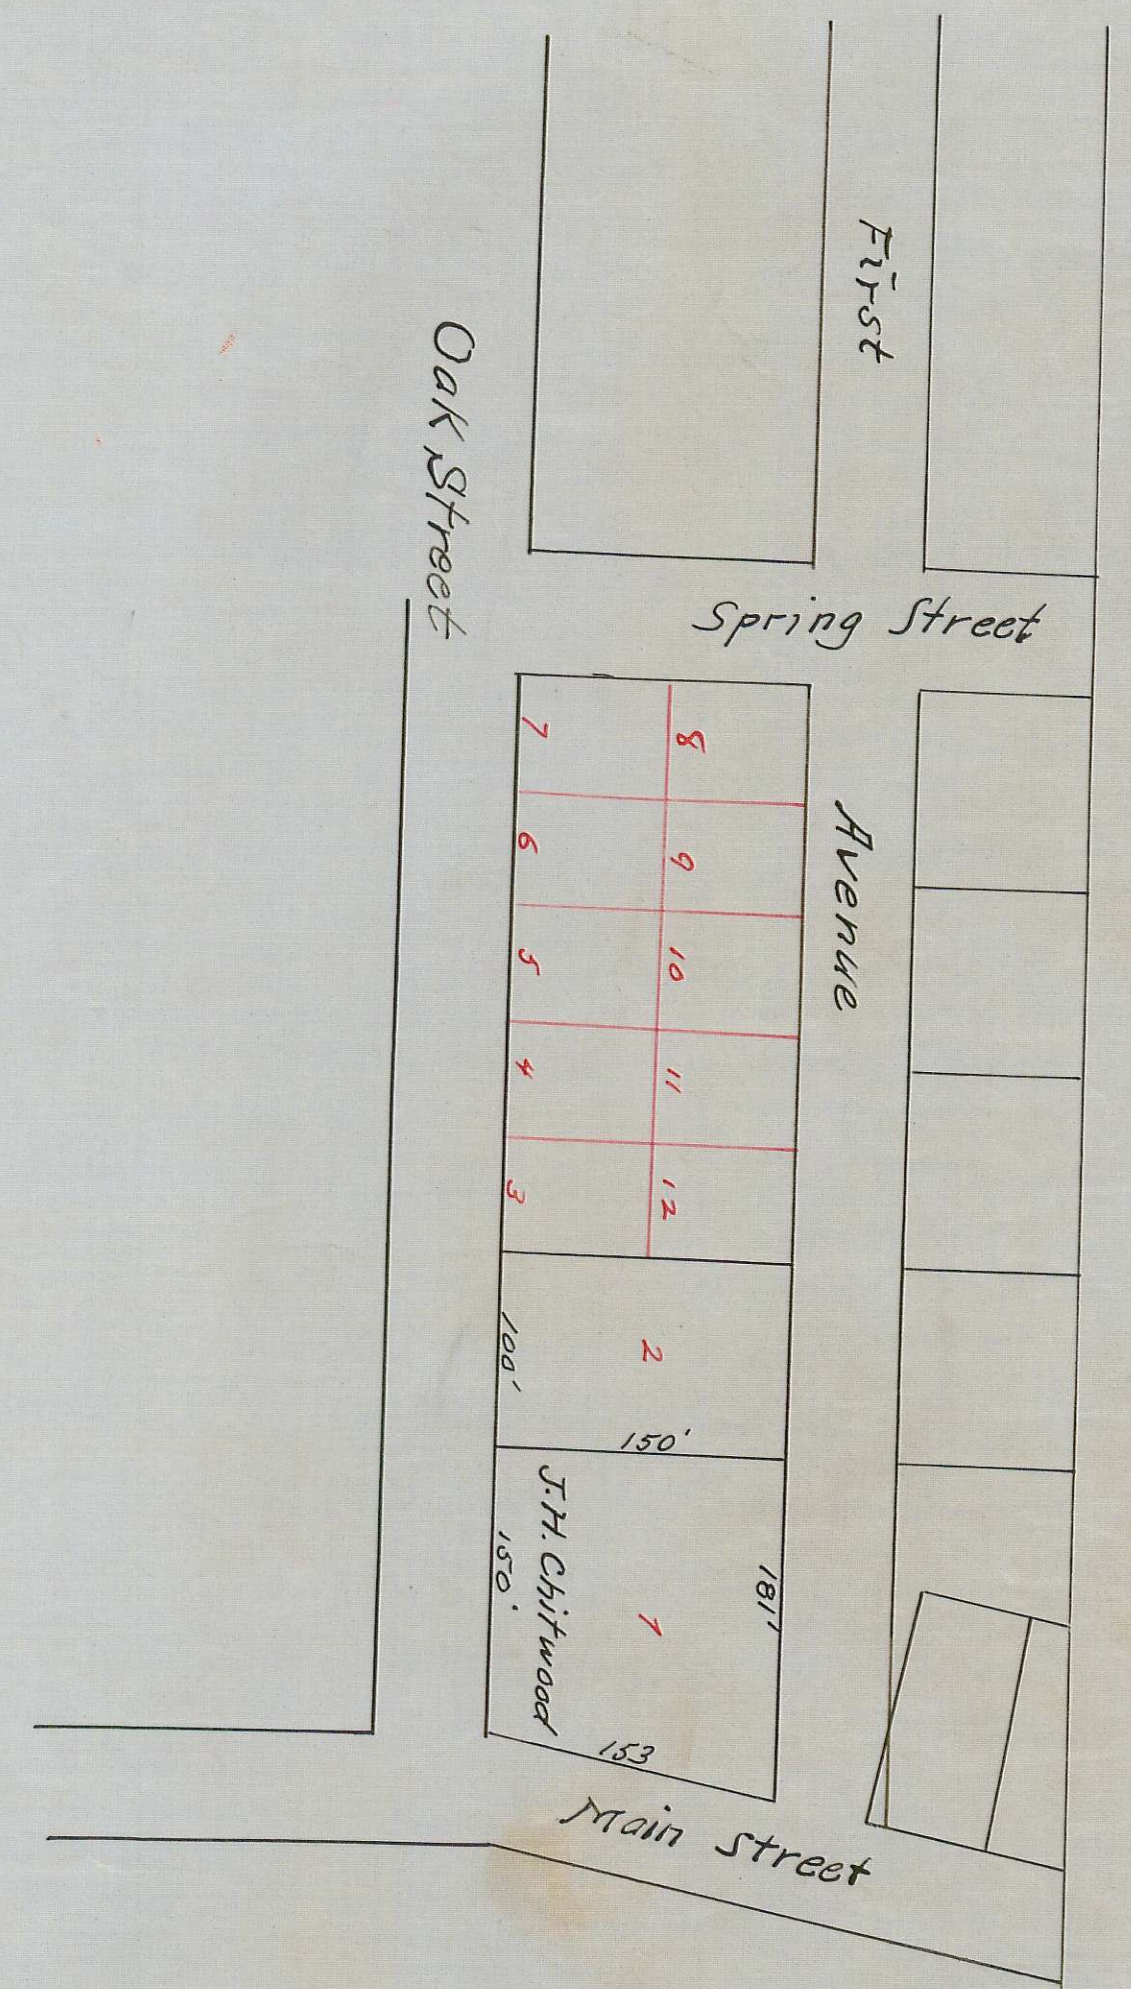 First
Avenue
Oak Street
Spring Street
7
8
6
9
5
10
4
11
3
12
2
100'
150'
1
J.H. Chitwood
150'
181'
153
Main Street